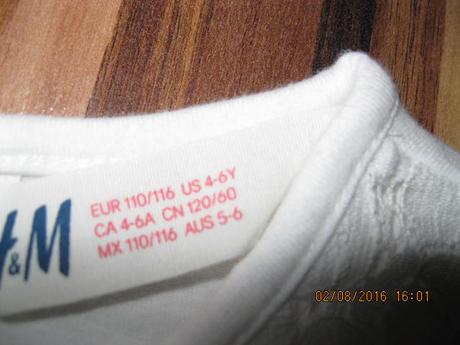 H&M
EUR 110/116 US 4-6Y
CA 4-6A CN 120/60
MX 110/116 AUS 5-6
02/08/2016 16:01